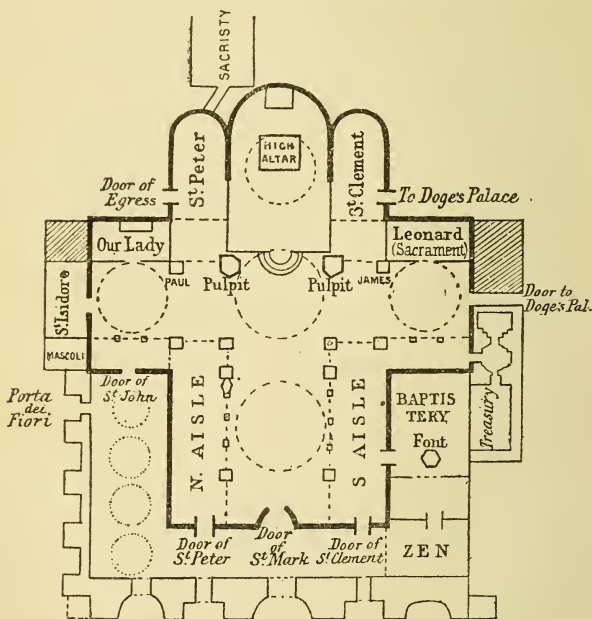 SACRISTY
St. Peter
HIGH
ALTAR
St. Clement
Door of
Egress
To Doge's Palace
Our Lady
Leonard
(Sacrament)
PAUL
Pulpit
Pulpit
JAMES
St. Isidore
Door to
Doge's Pal.
MASCOLI
Door of
St. John
Porta
dei
Fiori
N. AISLE
S AISLE
BAPTIS
TERY.
Font
Treasury
Door of
St. Peter
Door
of
St. Mark
Door of
St. Clement
ZEN